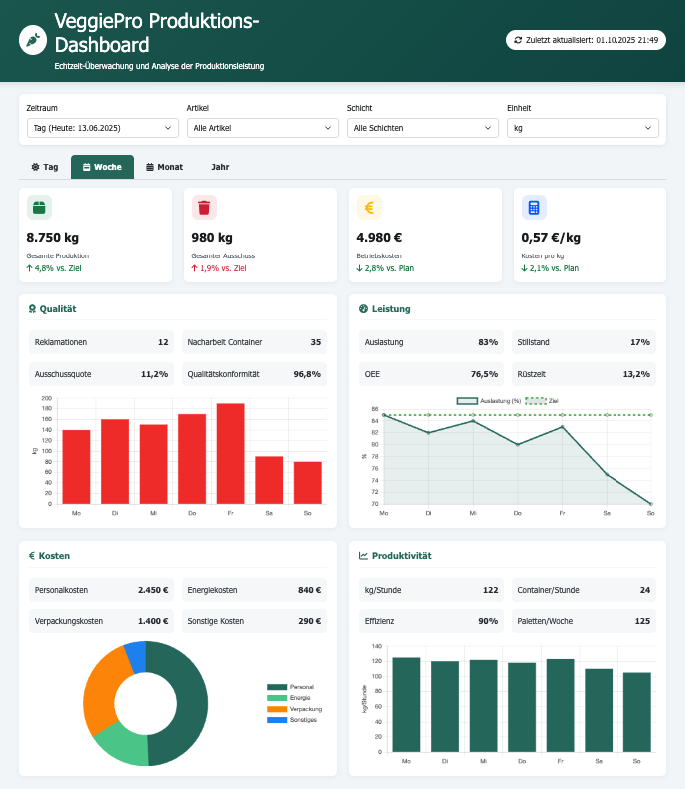 VeggiePro Produktions-
Dashboard
Echtzeit-Überwachung und Analyse der Produktionsleistung
Zuletzt aktualisiert: 01.10.2025 21:49
Zeitraum
Artikel
Schicht
Einheit
Tag (Heute: 13.06.2025)
Alle Artikel
Alle Schichten
kg
Tag
Woche
Monat
Jahr
8.750 kg
Gesamte Produktion
↑ 4,8% vs. Ziel
980 kg
Gesamter Ausschuss
↑ 1,9% vs. Ziel
4.980 €
Betriebskosten
↓ 2,8% vs. Plan
0,57 €/kg
Kosten pro kg
↓ 2,1% vs. Plan
Qualität
Reklamationen 12
Nacharbeit Container 35
Ausschussquote 11,2%
Qualitätskonformität 96,8%
200
180
160
140
120
100
80
60
40
20
0
kg
Mo Di Mi Do Fr Sa So
Leistung
Auslastung 83%
Stillstand 17%
OEE 76,5%
Rüstzeit 13,2%
Auslastung (%) Ziel
86
84
82
80
78
76
74
72
70
%
Mo Di Mi Do Fr Sa So
€ Kosten
Personalkosten 2.450 €
Energiekosten 840 €
Verpackungskosten 1.400 €
Sonstige Kosten 290 €
Personal
Energie
Verpackung
Sonstiges
Produktivität
kg/Stunde 122
Container/Stunde 24
Effizienz 90%
Paletten/Woche 125
140
120
100
80
60
40
20
0
kg/Stunde
Mo Di Mi Do Fr Sa So